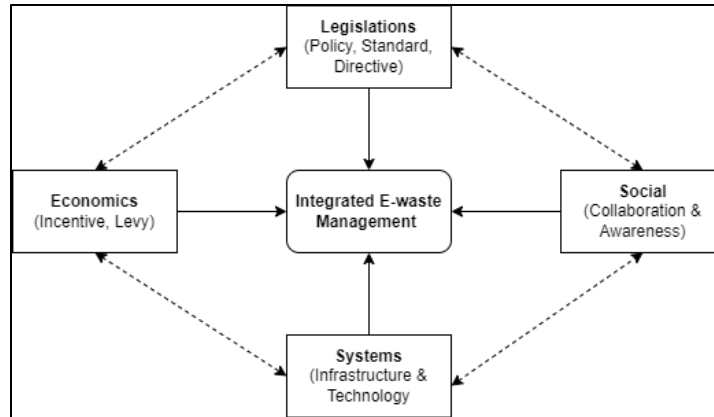 Legislations
(Policy, Standard,
Directive)
Economics
(Incentive, Levy)
Integrated E-waste
Management
Social
(Collaboration &
Awareness)
Systems
(Infrastructure &
Technology